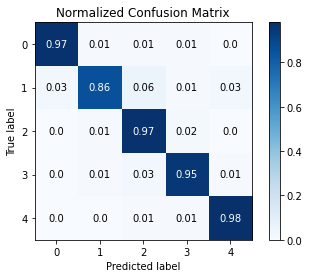 Normalized Confusion Matrix
0 0.97 0.01 0.01 0.01 0.0
1 0.03 0.86 0.06 0.01 0.03
2 0.0 0.01 0.97 0.02 0.0
3 0.0 0.01 0.03 0.95 0.01
4 0.0 0.0 0.01 0.01 0.98
0 1 2 3 4
Predicted label
True label
0.8
0.6
0.4
0.2
0.0